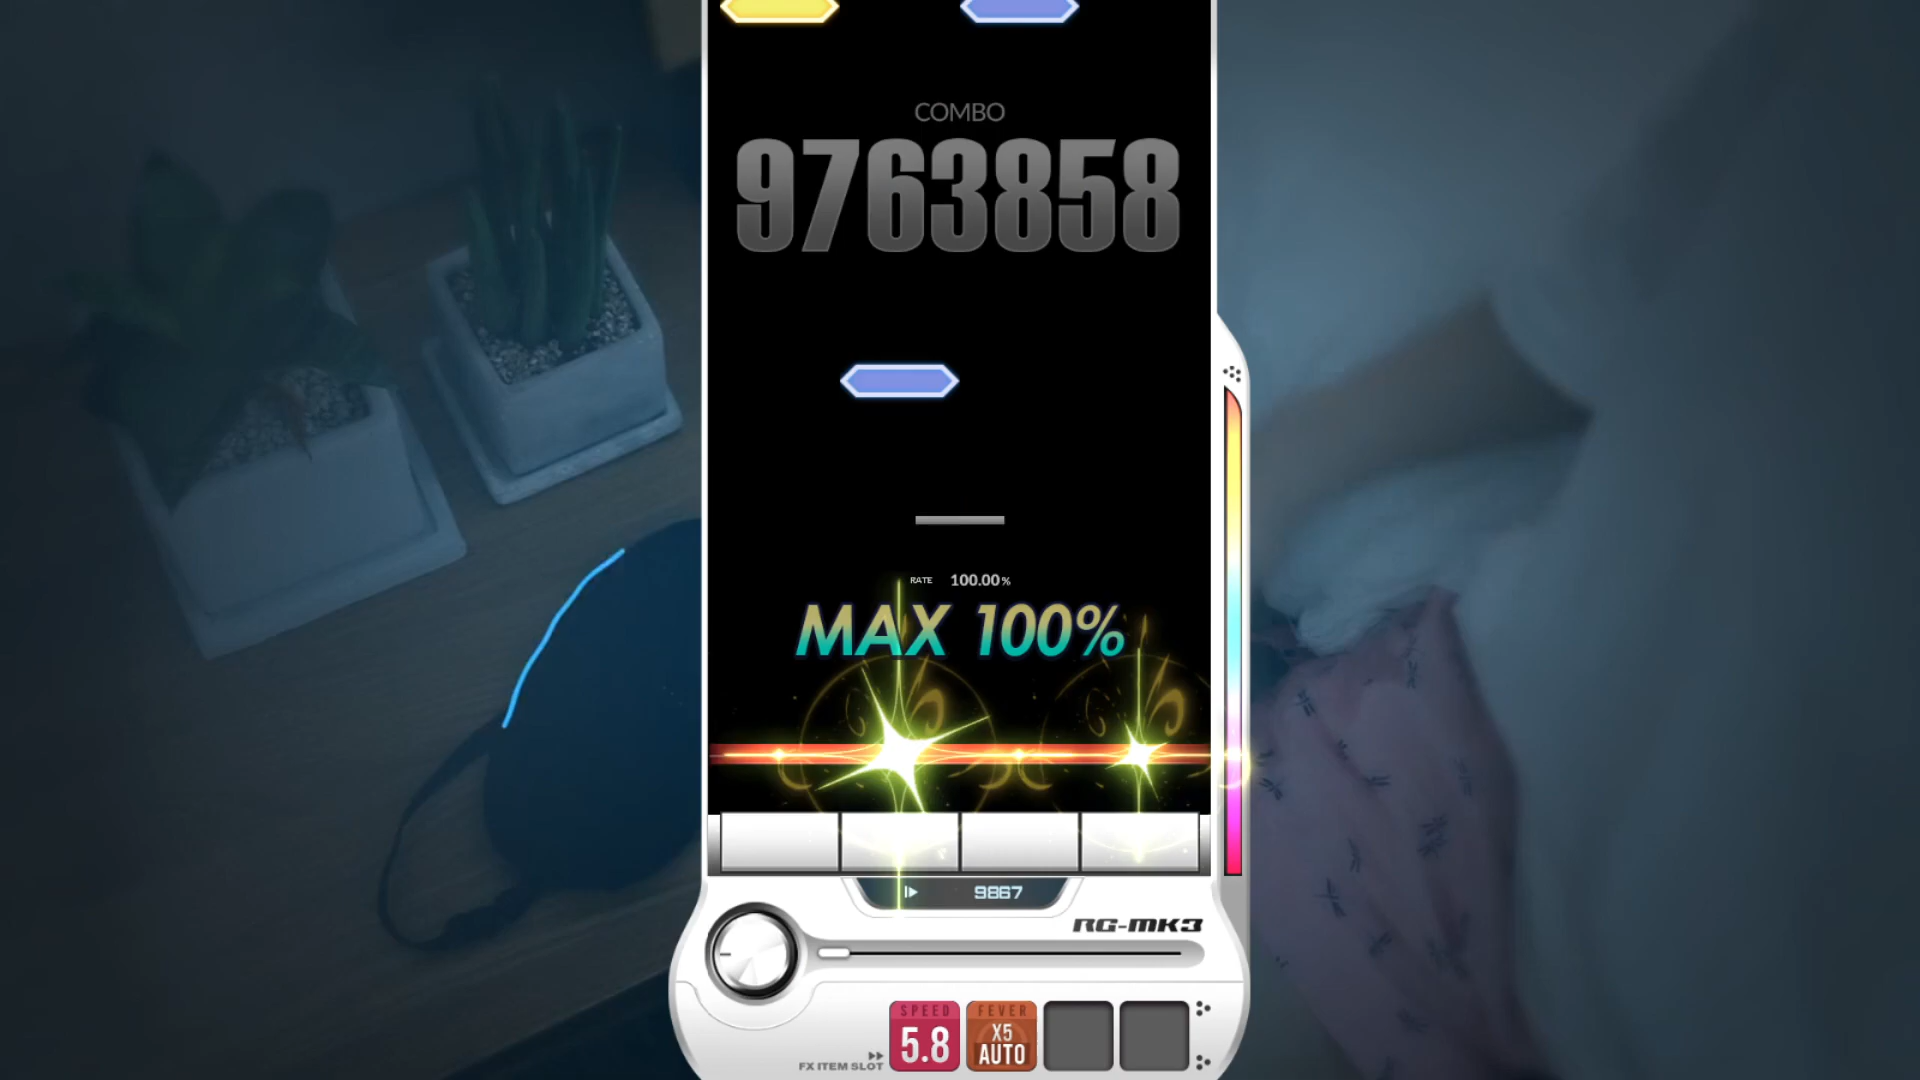 COMBO
9763858
RATE 100.00%
MAX 100%
9867
RG-MK3
SPEED
5.8
FEVER
X5
AUTO
FX ITEM SLOT